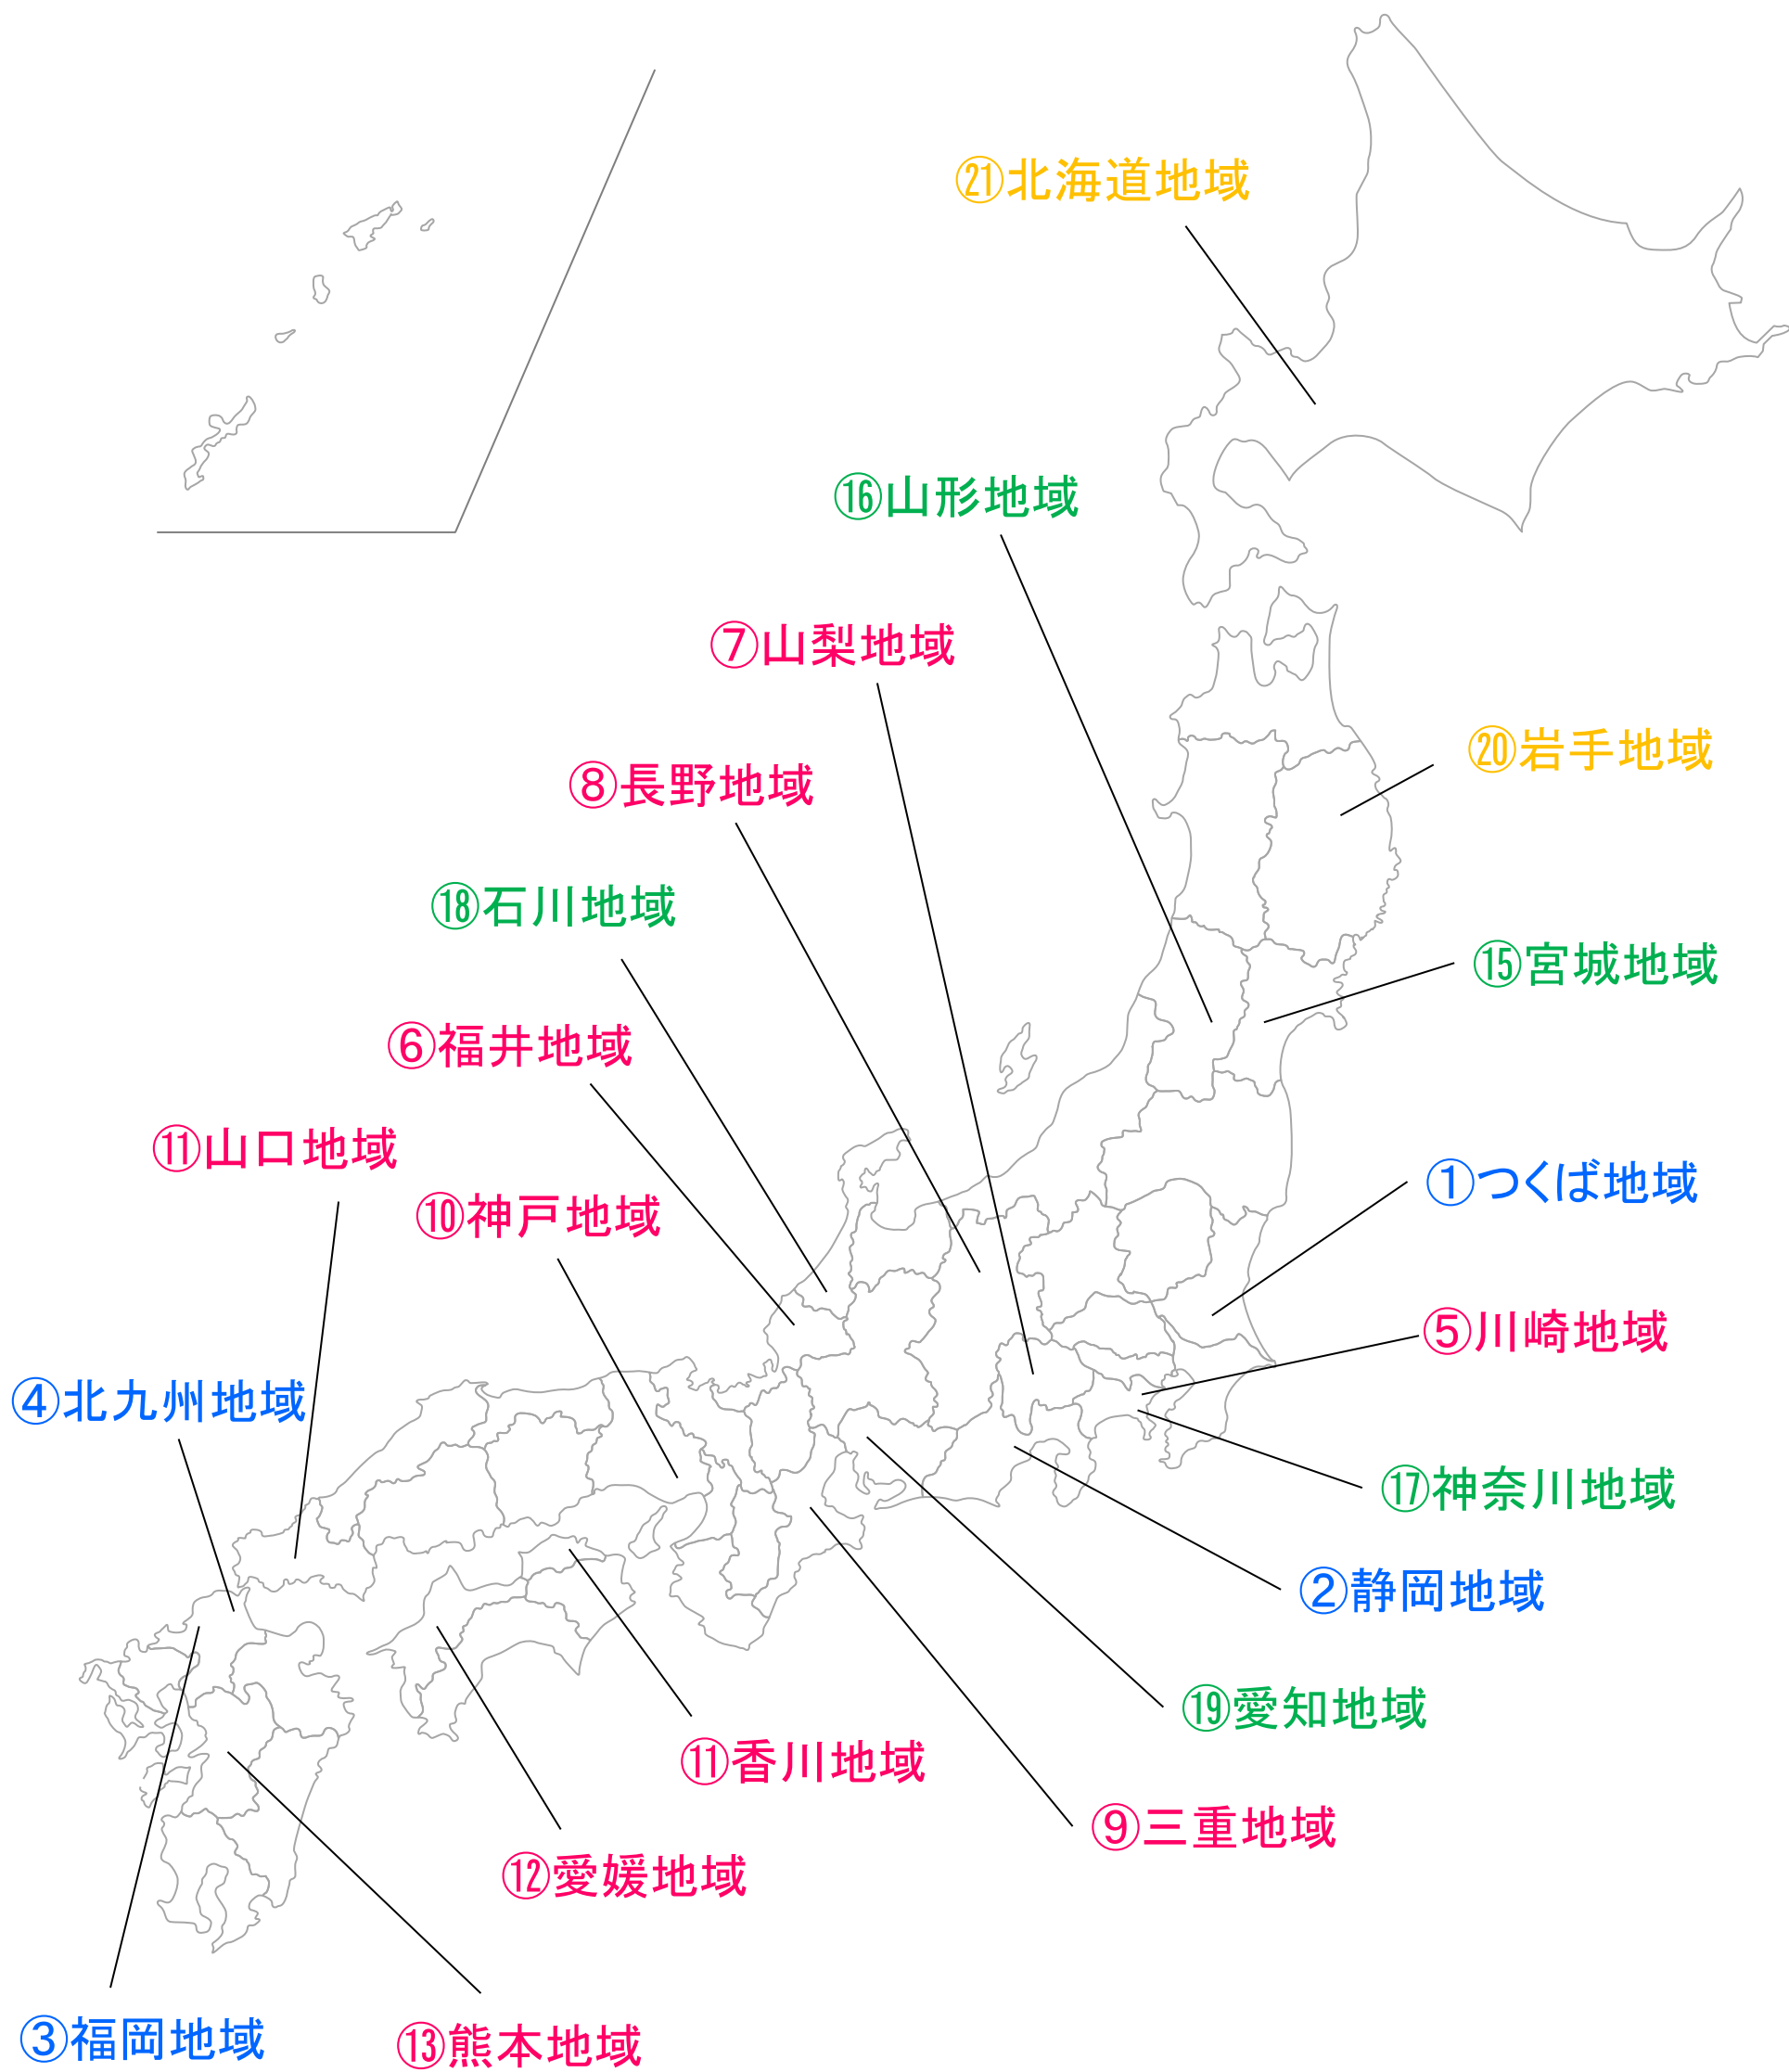 ㉑北海道地域
⑯山形地域
⑦山梨地域
⑳岩手地域
⑧長野地域
⑱石川地域
⑮宮城地域
⑥福井地域
⑪山口地域
①つくば地域
⑩神戸地域
⑤川崎地域
④北九州地域
⑰神奈川地域
②静岡地域
⑲愛知地域
⑪香川地域
⑨三重地域
⑫愛媛地域
③福岡地域
⑬熊本地域